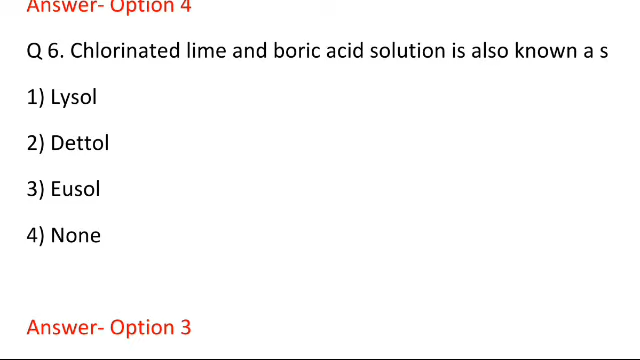 Answer- Option 4
Q 6. Chlorinated lime and boric acid solution is also known a s
1) Lysol
2) Dettol
3) Eusol
4) None
Answer- Option 3